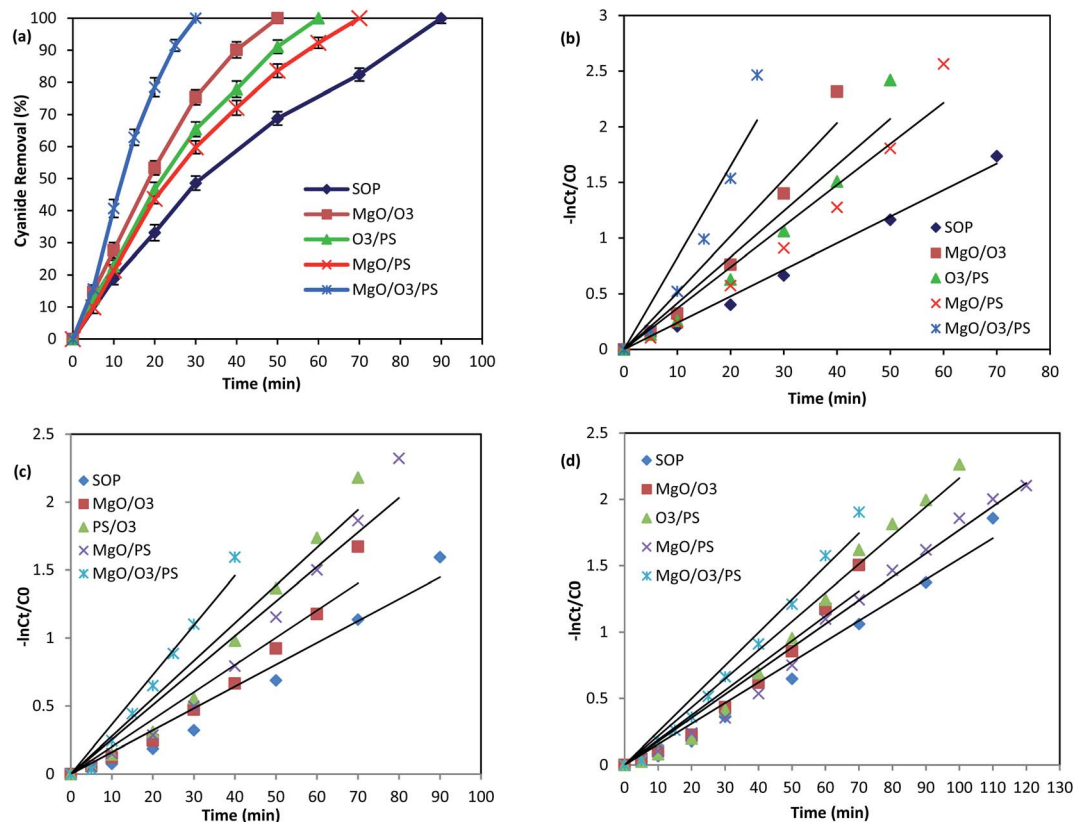 (a)
100
90
80
70
60
50
40
30
20
10
0
Cyanide Removal (%)
SOP
MgO/O3
O3/PS
MgO/PS
MgO/O3/PS
0 10 20 30 40 50 60 70 80 90 100
Time (min)
(b)
-3
2.5
2
1.5
1
0.5
0
-lnCt/C0
SOP
MgO/O3
O3/PS
MgO/PS
MgO/O3/PS
0 10 20 30 40 50 60 70 80
Time (min)
(c)
2.5
2
1.5
1
0.5
0
-lnCt/C0
SOP
MgO/O3
PS/O3
MgO/PS
MgO/O3/PS
0 10 20 30 40 50 60 70 80 90 100
Time (min)
(d)
2.5
2
1.5
1
0.5
0
-lnCt/C0
SOP
MgO/O3
O3/PS
MgO/PS
MgO/O3/PS
0 10 20 30 40 50 60 70 80 90 100 110 120 130
Time (min)